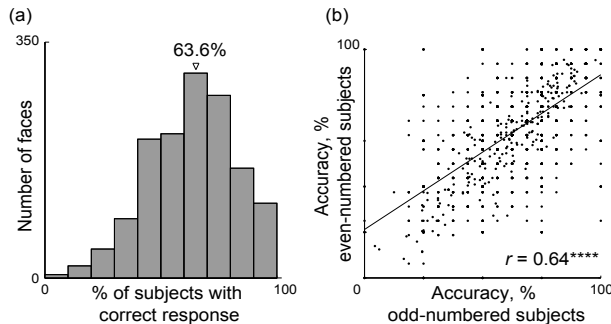 (a)
350
63.6%
Number of faces
0
100
% of subjects with
correct response
(b)
100
Accuracy, %
even-numbered subjects
r = 0.64****
0
100
Accuracy, %
odd-numbered subjects